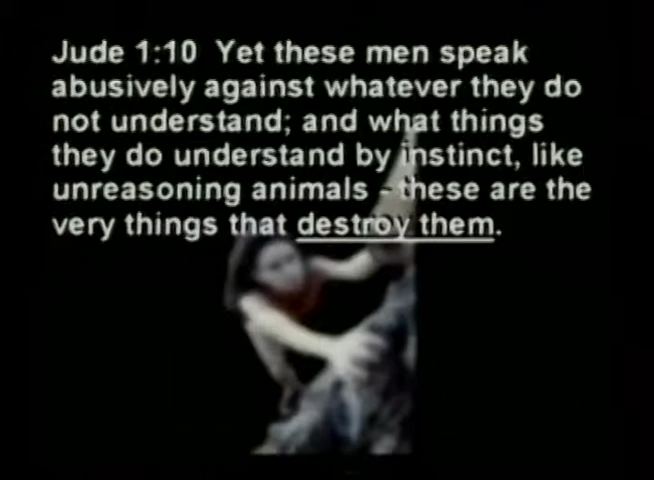 Jude 1:10 Yet these men speak
abusively against whatever they do
not understand; and what things
they do understand by instinct, like
unreasoning animals - these are the
very things that destroy them.